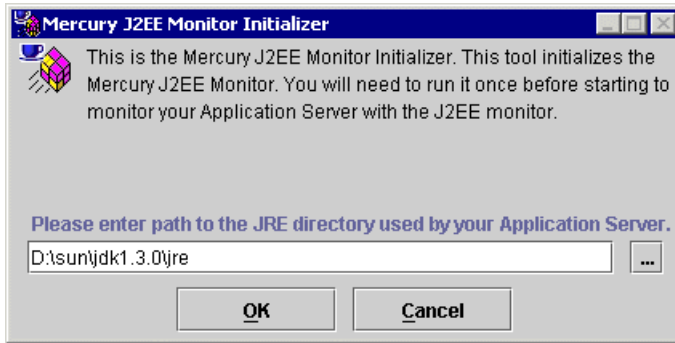 Mercury J2EE Monitor Initializer
This is the Mercury J2EE Monitor Initializer. This tool initializes the
Mercury J2EE Monitor. You will need to run it once before starting to
monitor your Application Server with the J2EE monitor.
Please enter path to the JRE directory used by your Application Server.
D:\sun\jdk1.3.0\jre
...
OK
Cancel